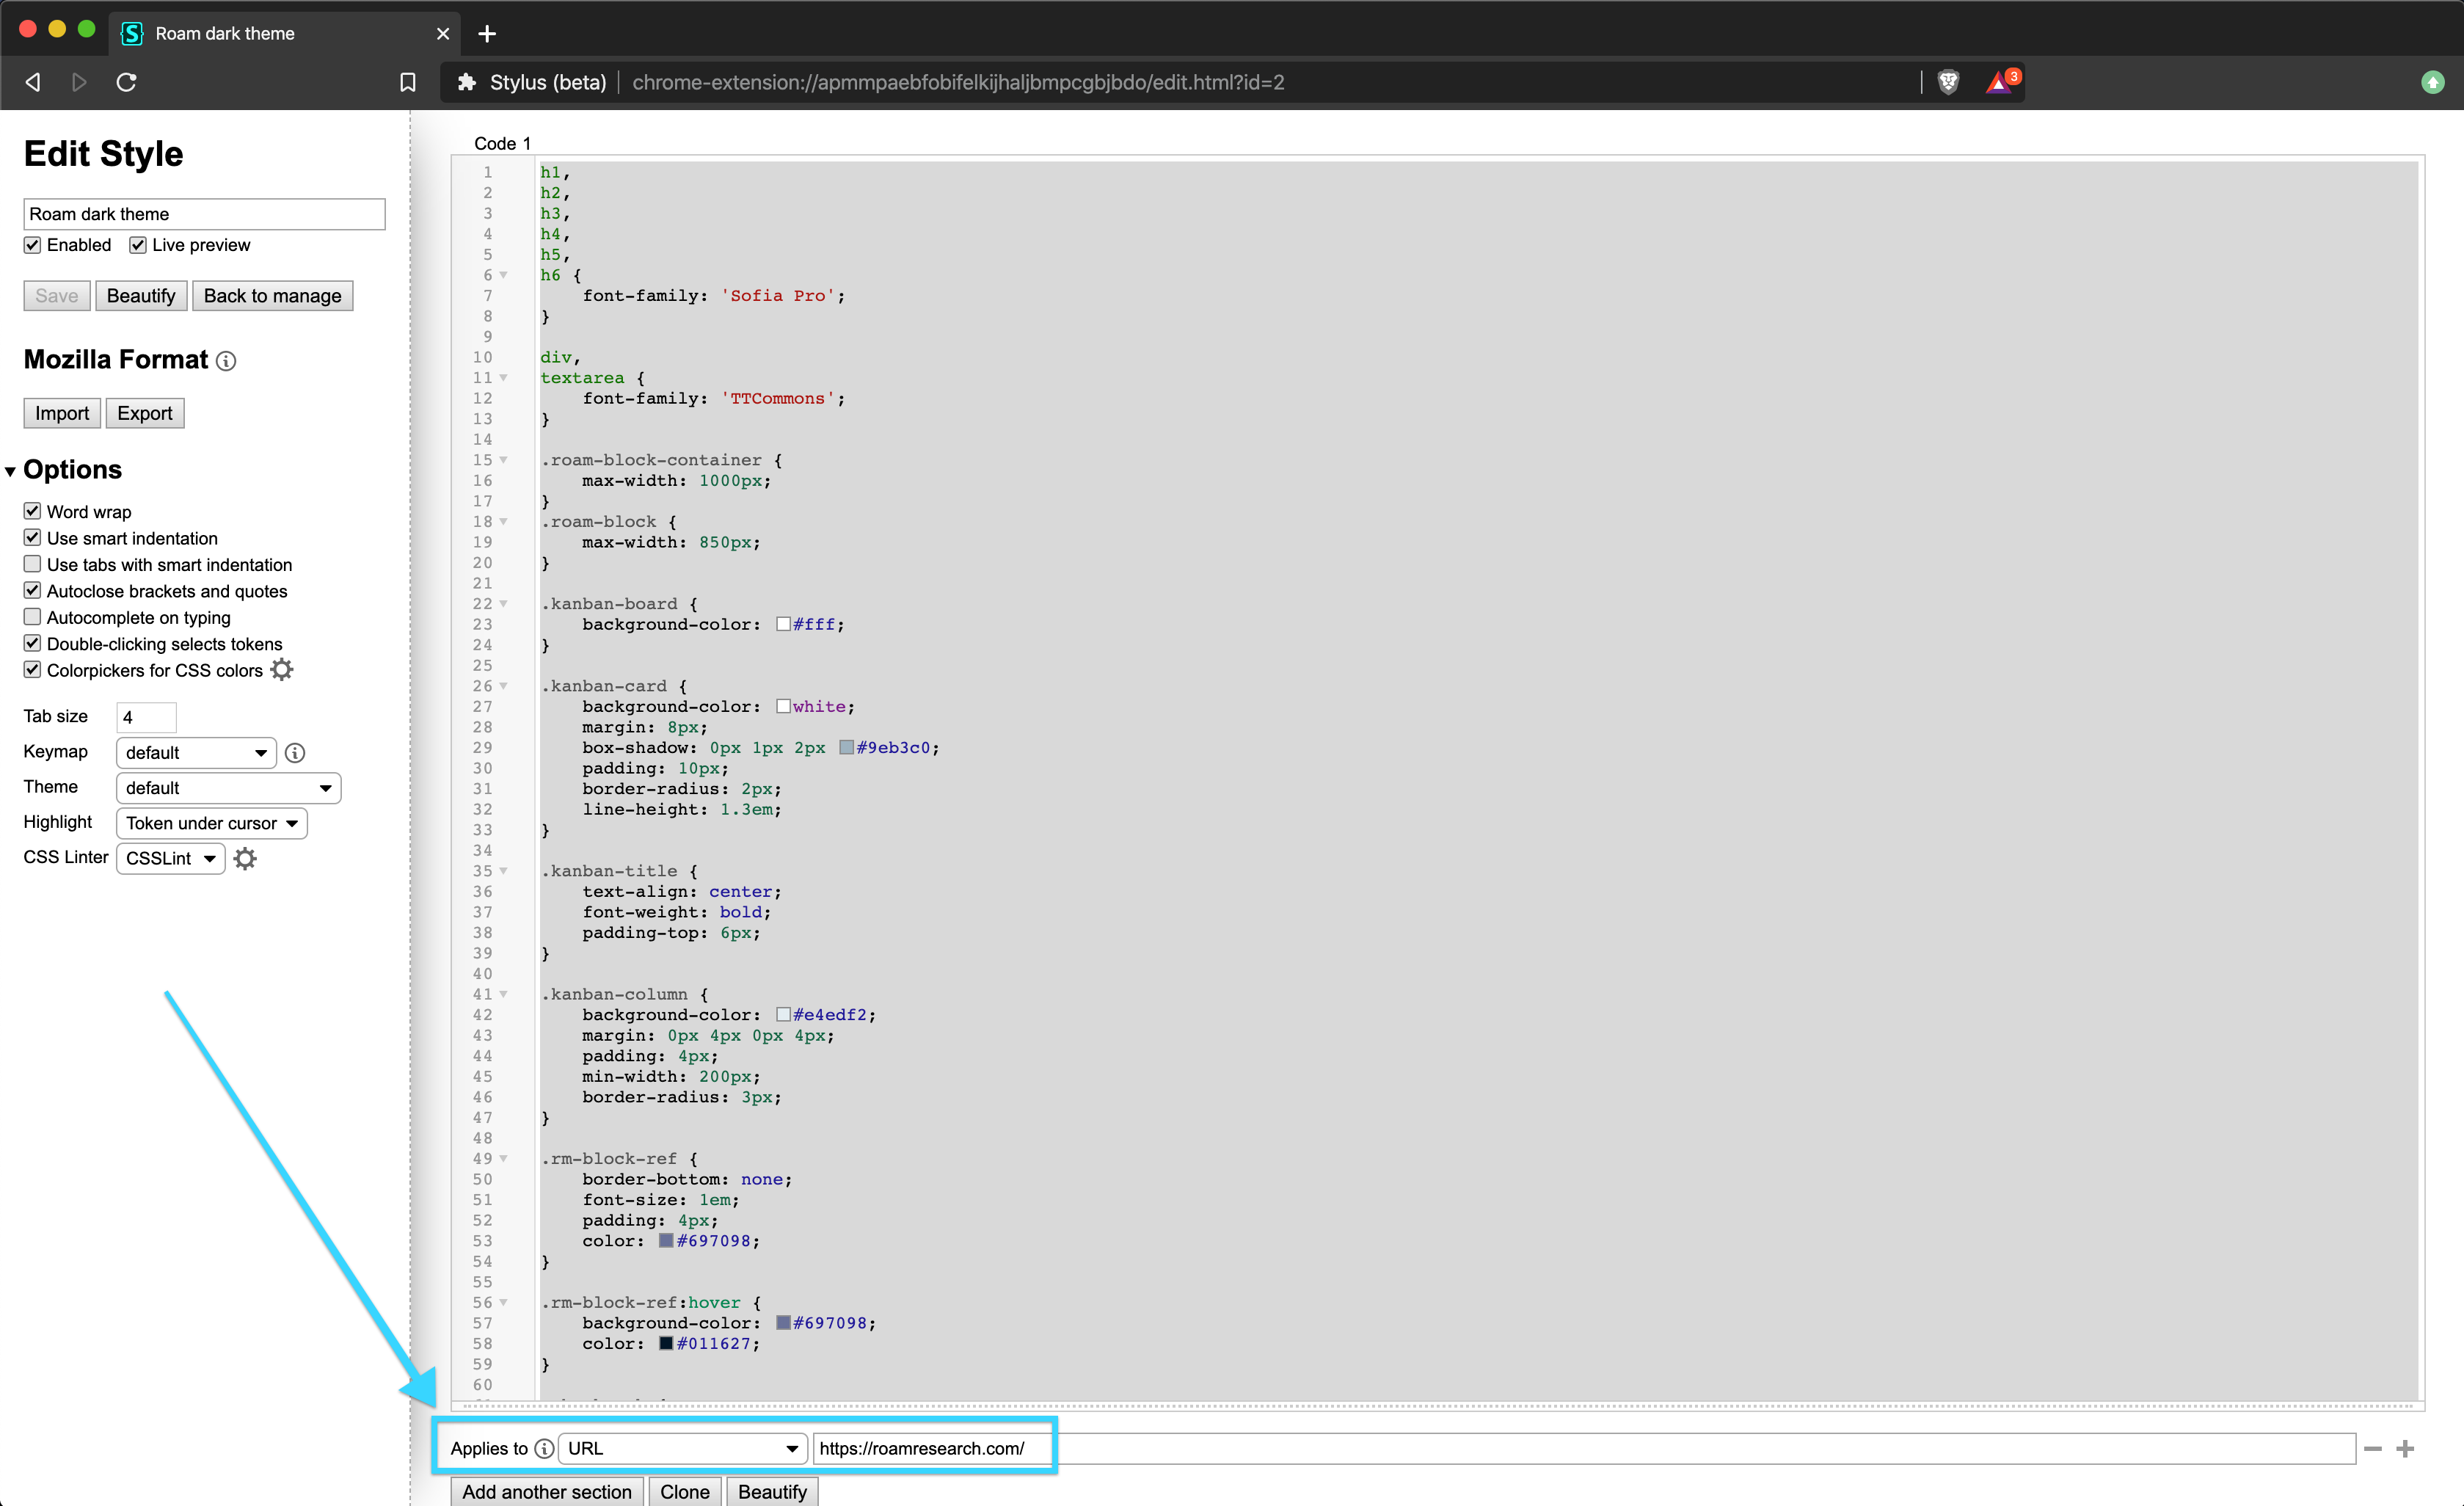 Roam dark theme
Stylus (beta) chrome-extension://apmmpaebfobifelkijhaljbmpcgbjbdo/edit.html?id=2 3
Edit Style
Roam dark theme
Enabled Live preview
Save Beautify Back to manage
Mozilla Format
Import Export
Options
Word wrap
Use smart indentation
Use tabs with smart indentation
Autoclose brackets and quotes
Autocomplete on typing
Double-clicking selects tokens
Colorpickers for CSS colors
Tab size 4
Keymap default
Theme default
Highlight Token under cursor
CSS Linter CSSLint
Code 1
1 h1,
2 h2,
3 h3,
4 h4,
5 h5,
6 h6 {
7 font-family: 'Sofia Pro';
8 }
9
10 div,
11 textarea {
12 font-family: 'TTCommons';
13 }
14
15 .roam-block-container {
16 max-width: 1000px;
17 }
18 .roam-block {
19 max-width: 850px;
20 }
21
22 .kanban-board {
23 background-color: #fff;
24 }
25
26 .kanban-card {
27 background-color: white;
28 margin: 8px;
29 box-shadow: 0px 1px 2px #9eb3c0;
30 padding: 10px;
31 border-radius: 2px;
32 line-height: 1.3em;
33 }
34
35 .kanban-title {
36 text-align: center;
37 font-weight: bold;
38 padding-top: 6px;
39 }
40
41 .kanban-column {
42 background-color: #e4edf2;
43 margin: 0px 4px 0px 4px;
44 padding: 4px;
45 min-width: 200px;
46 border-radius: 3px;
47 }
48
49 .rm-block-ref {
50 border-bottom: none;
51 font-size: 1em;
52 padding: 4px;
53 color: #697098;
54 }
55
56 .rm-block-ref:hover {
57 background-color: #697098;
58 color: #011627;
59 }
60
Applies to URL https://roamresearch.com/
Add another section Clone Beautify